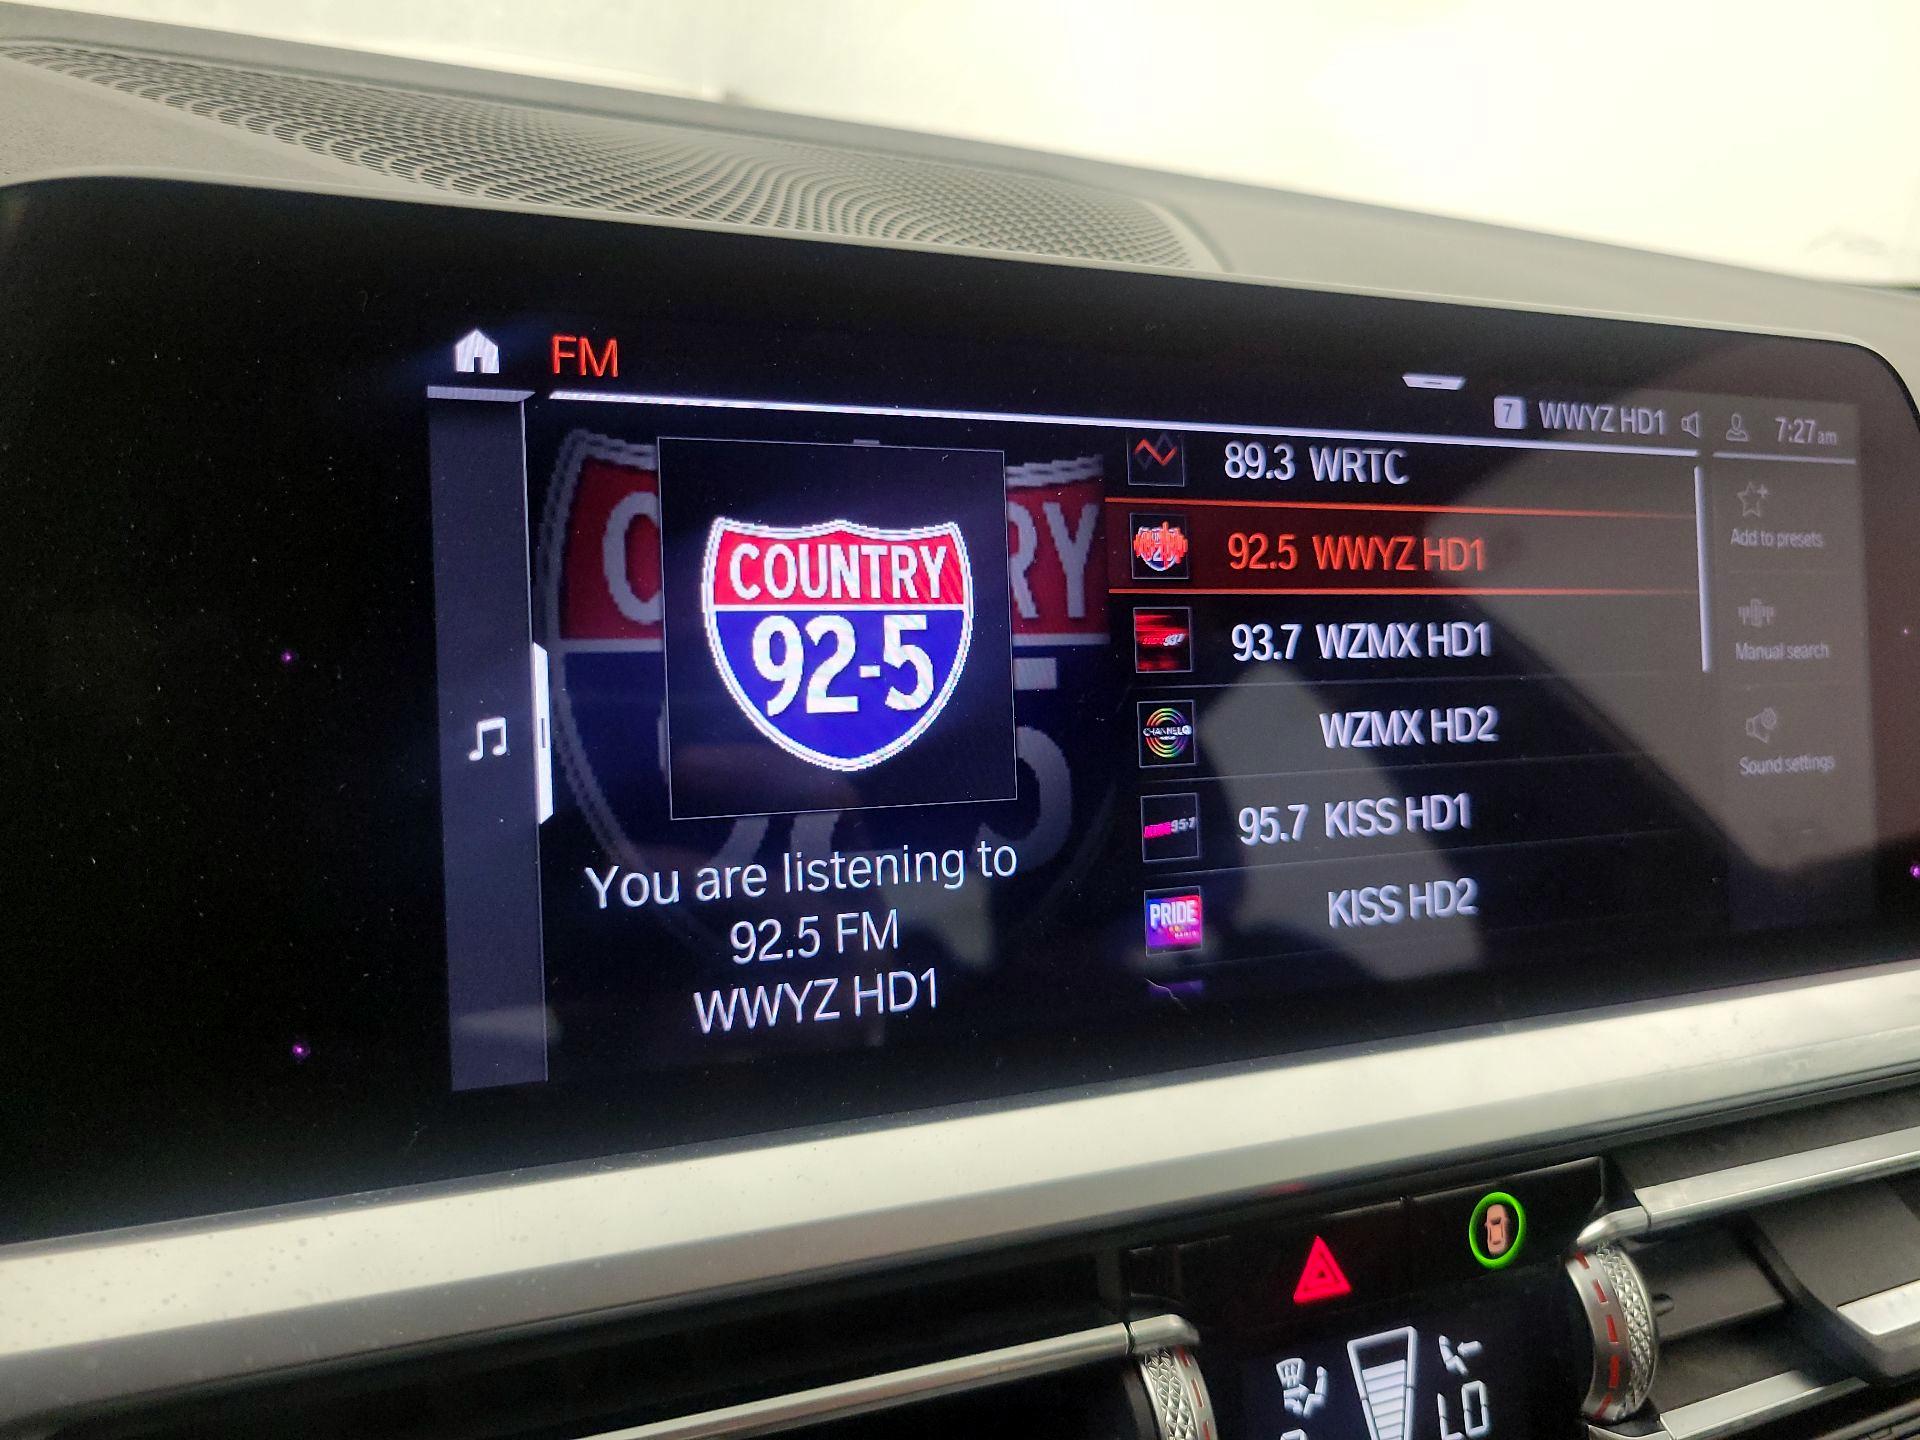 FM
7 WWYZ HD1 7:27 am
COUNTRY
92-5
You are listening to
92.5 FM
WWYZ HD1
89.3 WRTC
92.5 WWYZ HD1
93.7 WZMX HD1
WZMX HD2
95.7 KISS HD1
KISS HD2
PRIDE
Add to presets
Manual search
Sound settings
LO